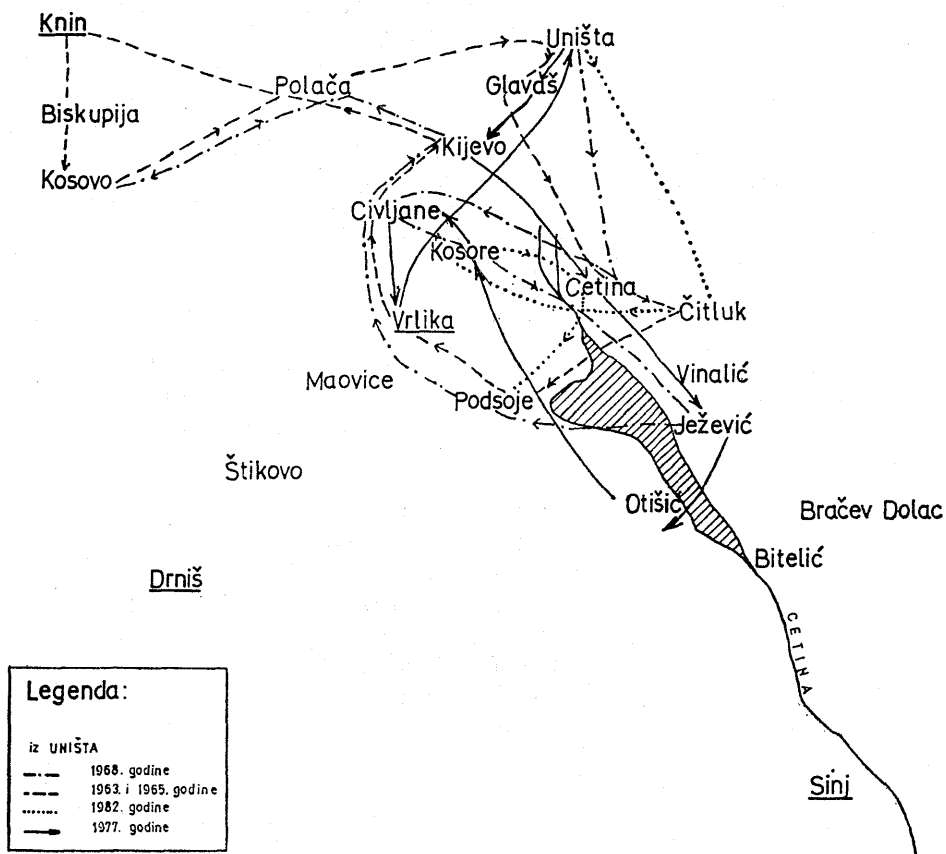 Knin
Uništa
Polača
Glavaš
Biskupija
Kijevo
Kosovo
Civljane
Kosore
Cetina
Čitluk
Vrlika
Maovice
Vinalić
Podsoje
Ježević
Štikovo
Otišić
Bračev Dolac
Bitelić
Drniš
CETINA
Sinj
Legenda:
iz UNIŠTA
1968. godine
1963. i 1965. godine
1982. godine
1977. godine